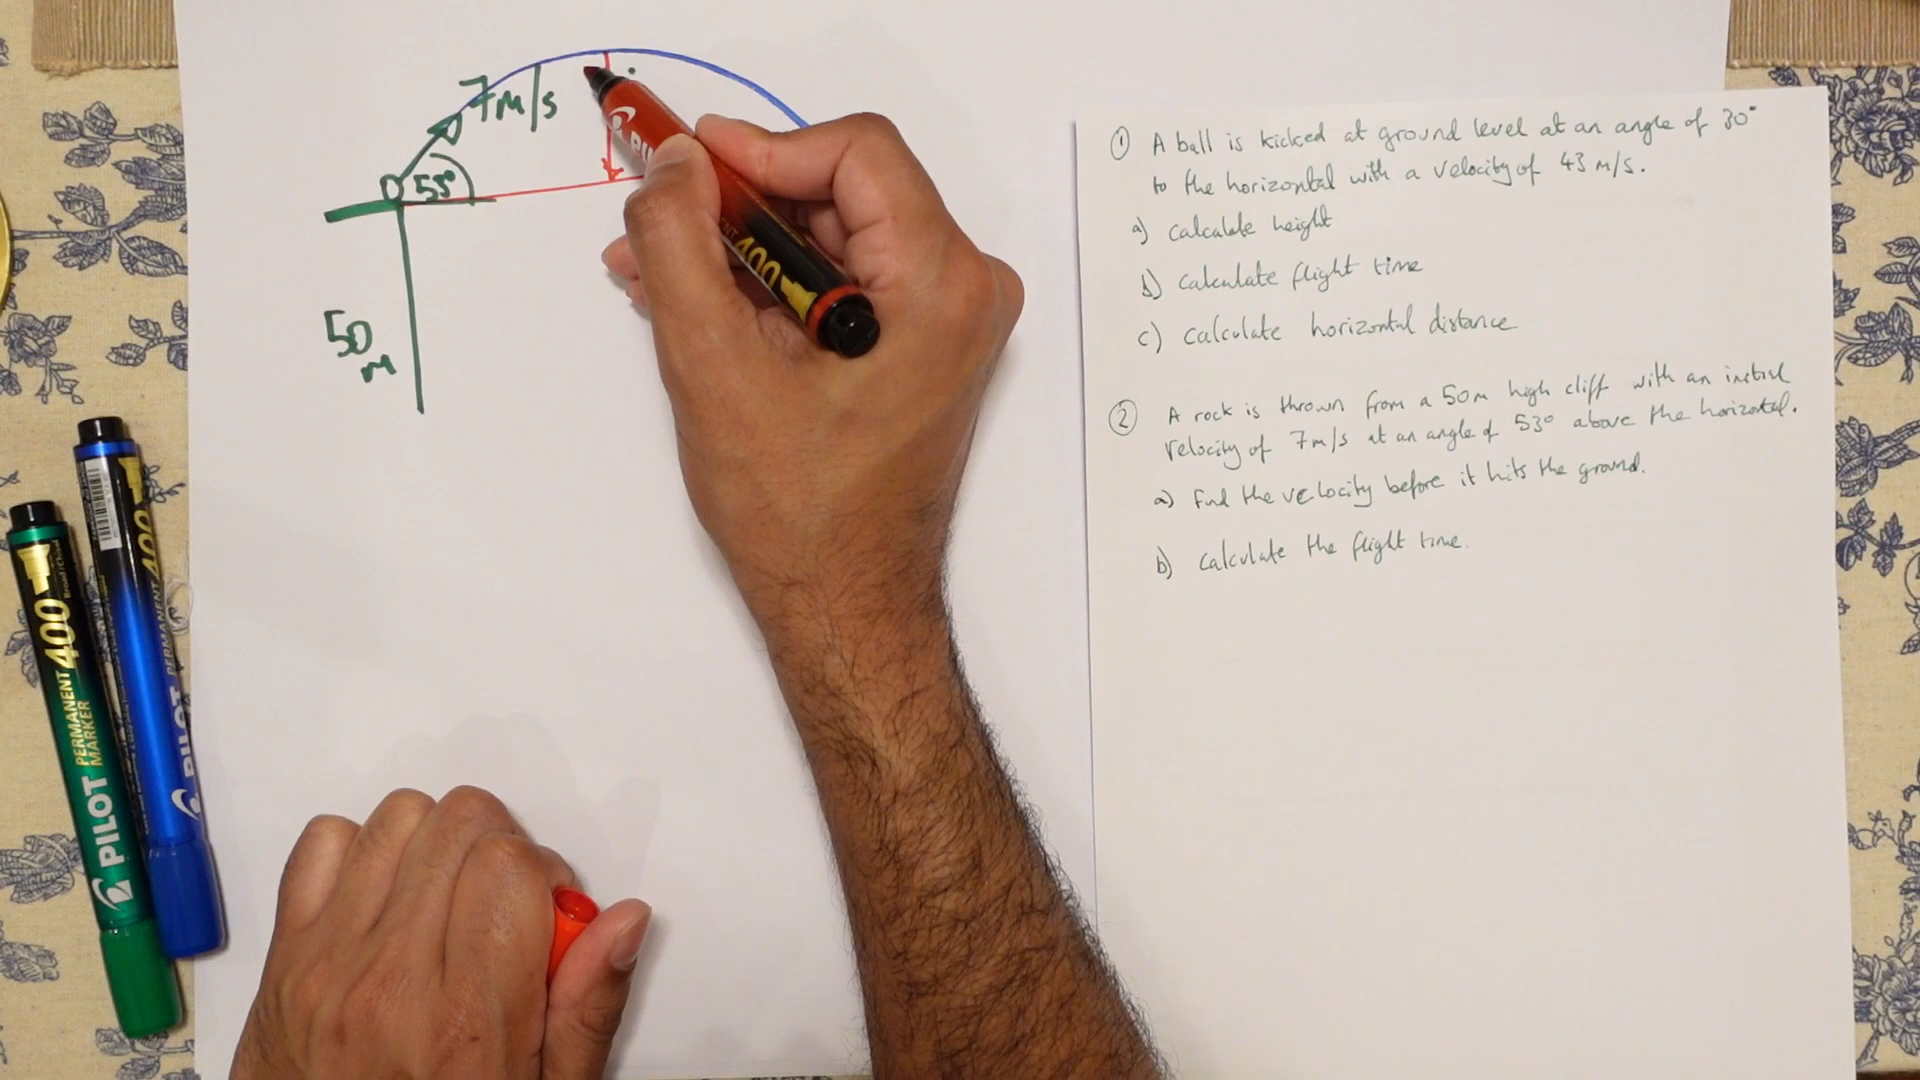 7m/s
55°
50
m
① A ball is kicked at ground level at an angle of 30°
to the horizontal with a velocity of 43 m/s.
a) calculate height
b) calculate flight time
c) calculate horizontal distance
② A rock is thrown from a 50m high cliff with an initial
velocity of 7m/s at an angle of 53° above the horizontal.
a) Find the velocity before it hits the ground.
b) Calculate the flight time.
400
PILOT
PERMANENT
MARKER
400
PILOT
PERMANENT
400